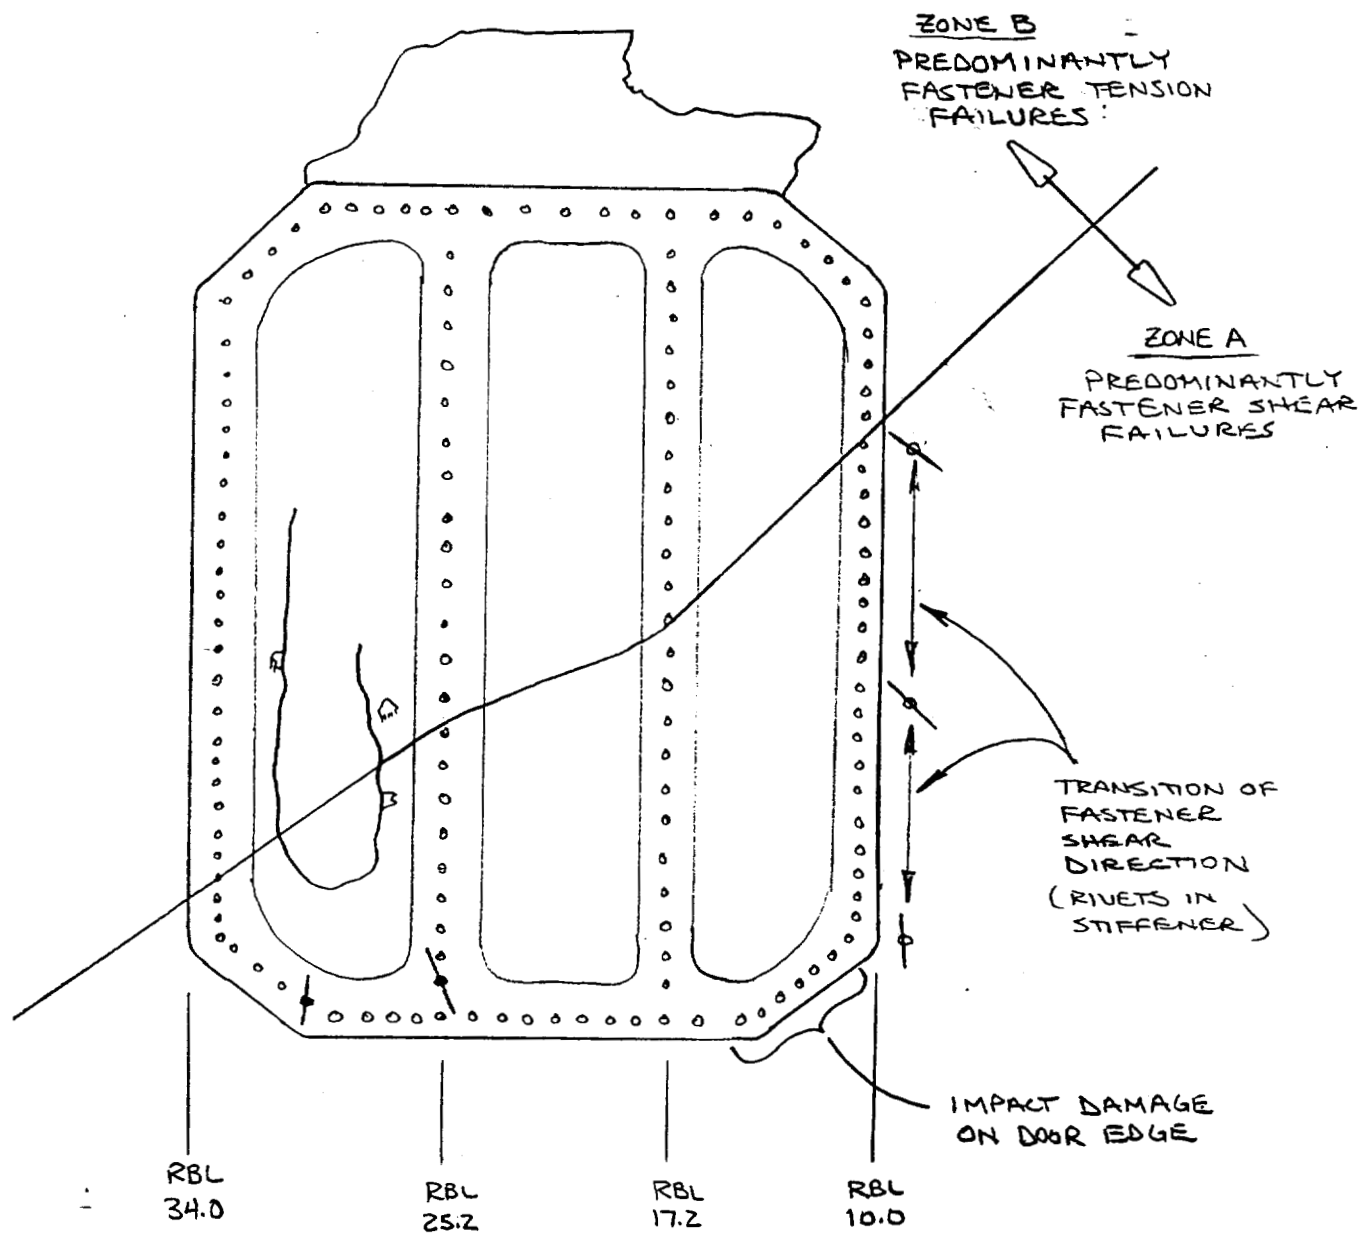 ZONE B
PREDOMINANTLY
FASTENER TENSION
FAILURES
ZONE A
PREDOMINANTLY
FASTENER SHEAR
FAILURES
TRANSITION OF
FASTENER
SHEAR
DIRECTION
(RIVETS IN
STIFFENER)
IMPACT DAMAGE
ON DOOR EDGE
RBL
34.0
RBL
25.2
RBL
17.2
RBL
10.0